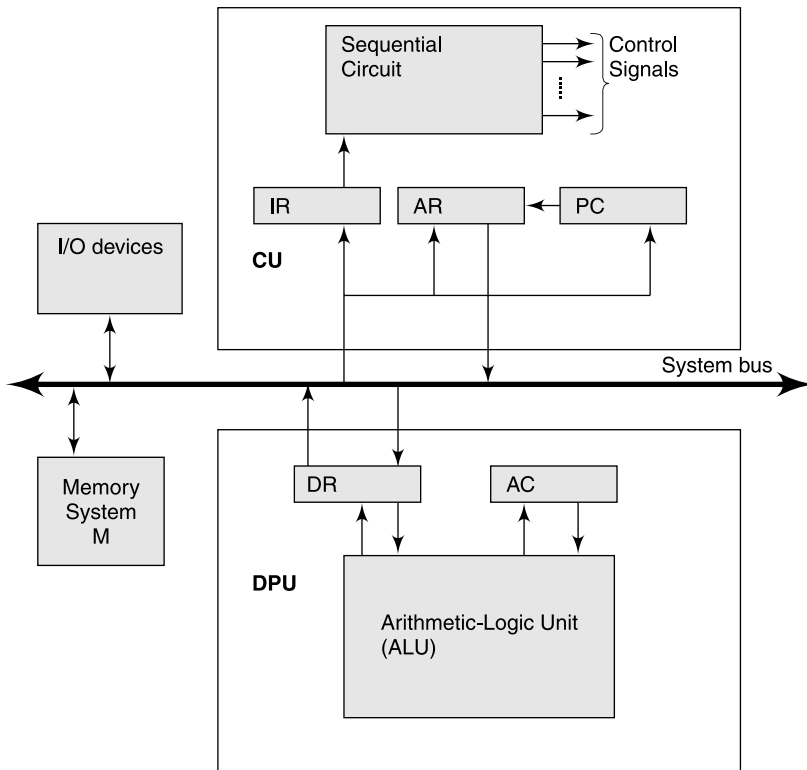 Sequential
Circuit
Control
Signals
IR
AR
PC
CU
I/O devices
System bus
Memory
System
M
DR
AC
DPU
Arithmetic-Logic Unit
(ALU)